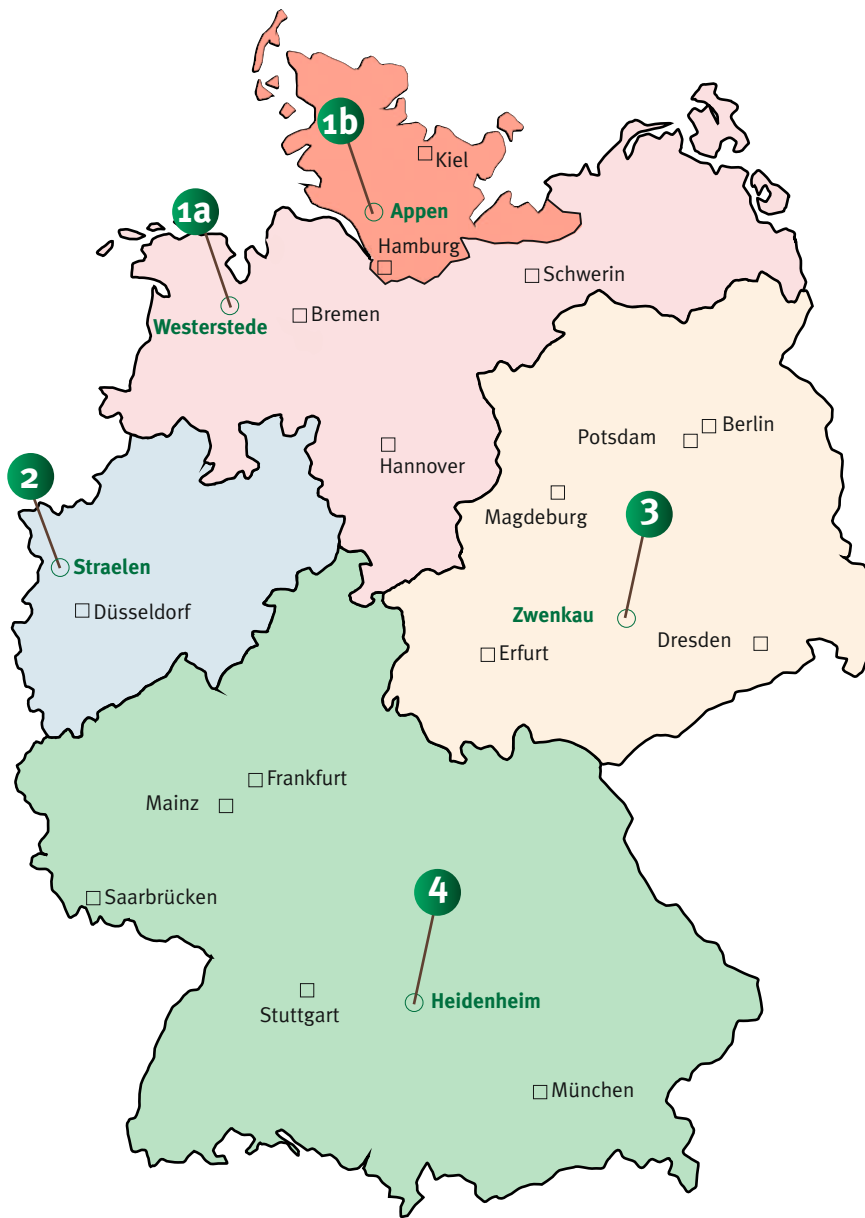 1b
Kiel
1a
Appen
Hamburg
Schwerin
Westerstede
Bremen
Berlin
Potsdam
Hannover
2
Magdeburg
3
Straelen
Düsseldorf
Zwenkau
Dresden
Erfurt
Frankfurt
Mainz
4
Saarbrücken
Heidenheim
Stuttgart
München